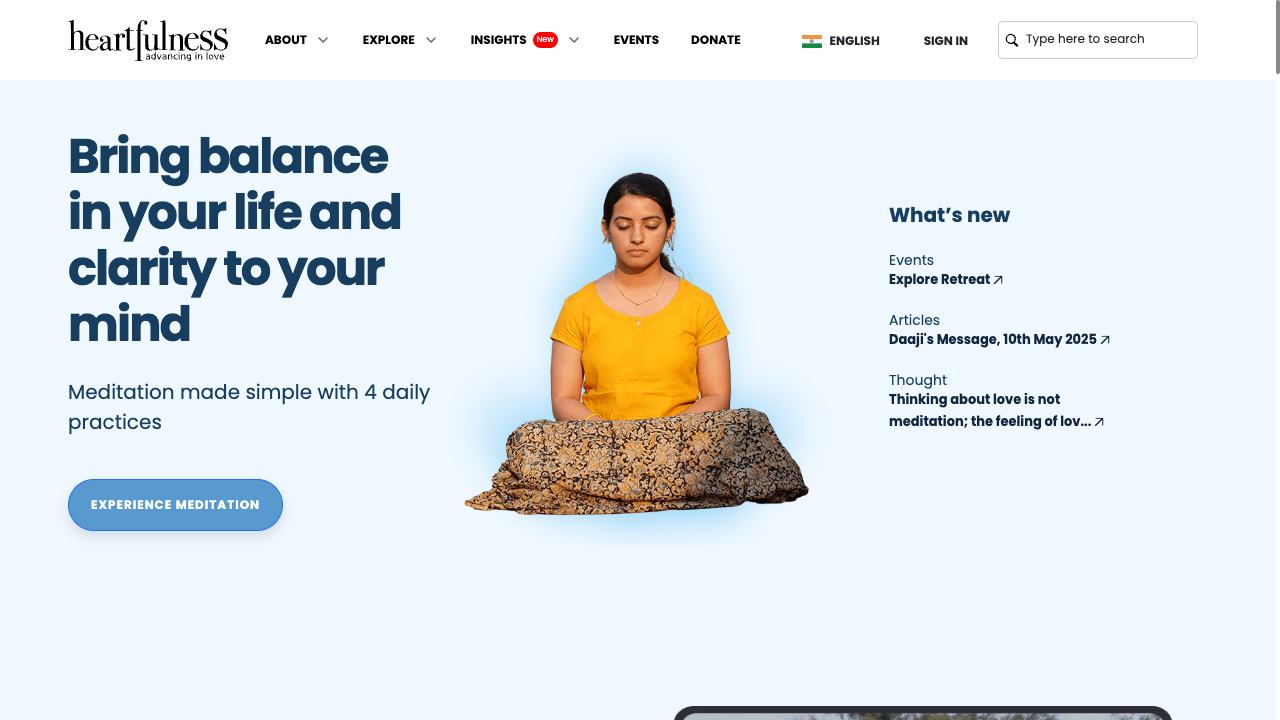 heartfulness
advancing in love
ABOUT
EXPLORE
INSIGHTS New
EVENTS
DONATE
ENGLISH
SIGN IN
Type here to search
Bring balance
in your life and
clarity to your
mind
Meditation made simple with 4 daily
practices
EXPERIENCE MEDITATION
What’s new
Events
Explore Retreat
Articles
Daaji's Message, 10th May 2025
Thought
Thinking about love is not
meditation; the feeling of lov...